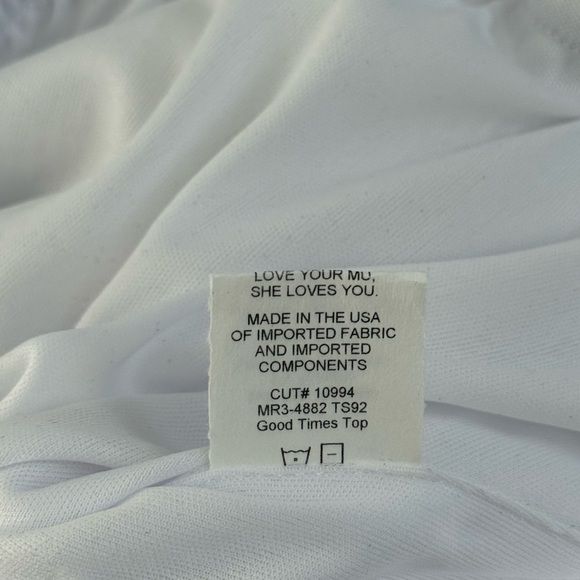 LOVE YOUR MU,
SHE LOVES YOU.
MADE IN THE USA
OF IMPORTED FABRIC
AND IMPORTED
COMPONENTS
CUT# 10994
MR3-4882 TS92
Good Times Top